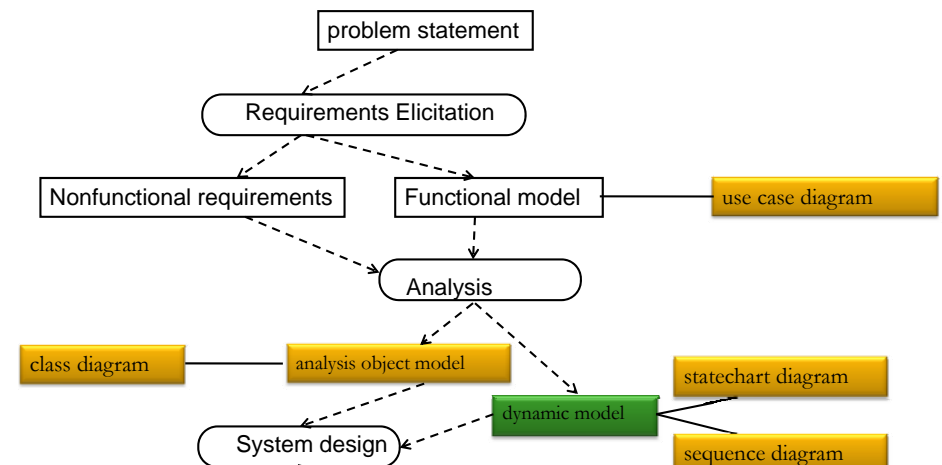 problem statement
Requirements Elicitation
Nonfunctional requirements
Functional model
use case diagram
Analysis
class diagram
analysis object model
statechart diagram
dynamic model
System design
sequence diagram